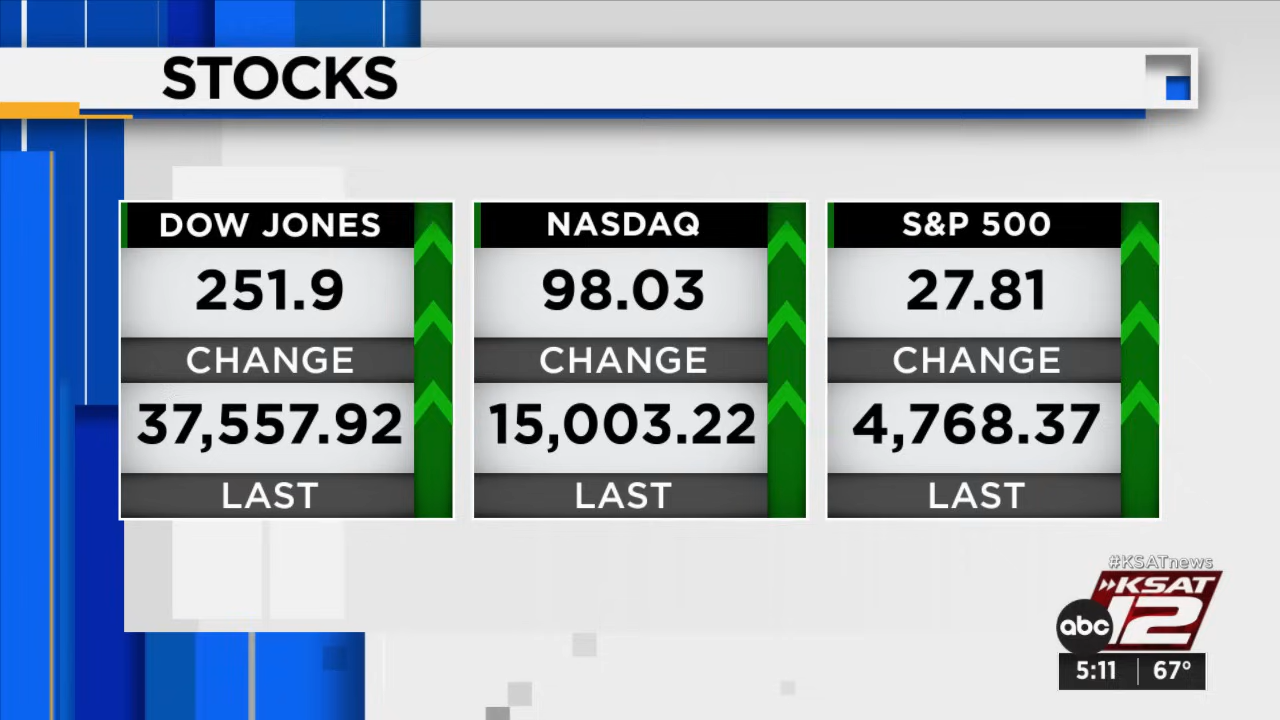 STOCKS
DOW JONES
251.9
CHANGE
37,557.92
LAST
NASDAQ
98.03
CHANGE
15,003.22
LAST
S&P 500
27.81
CHANGE
4,768.37
LAST
#KSATnews
KSAT
abc 12
5:11 67°